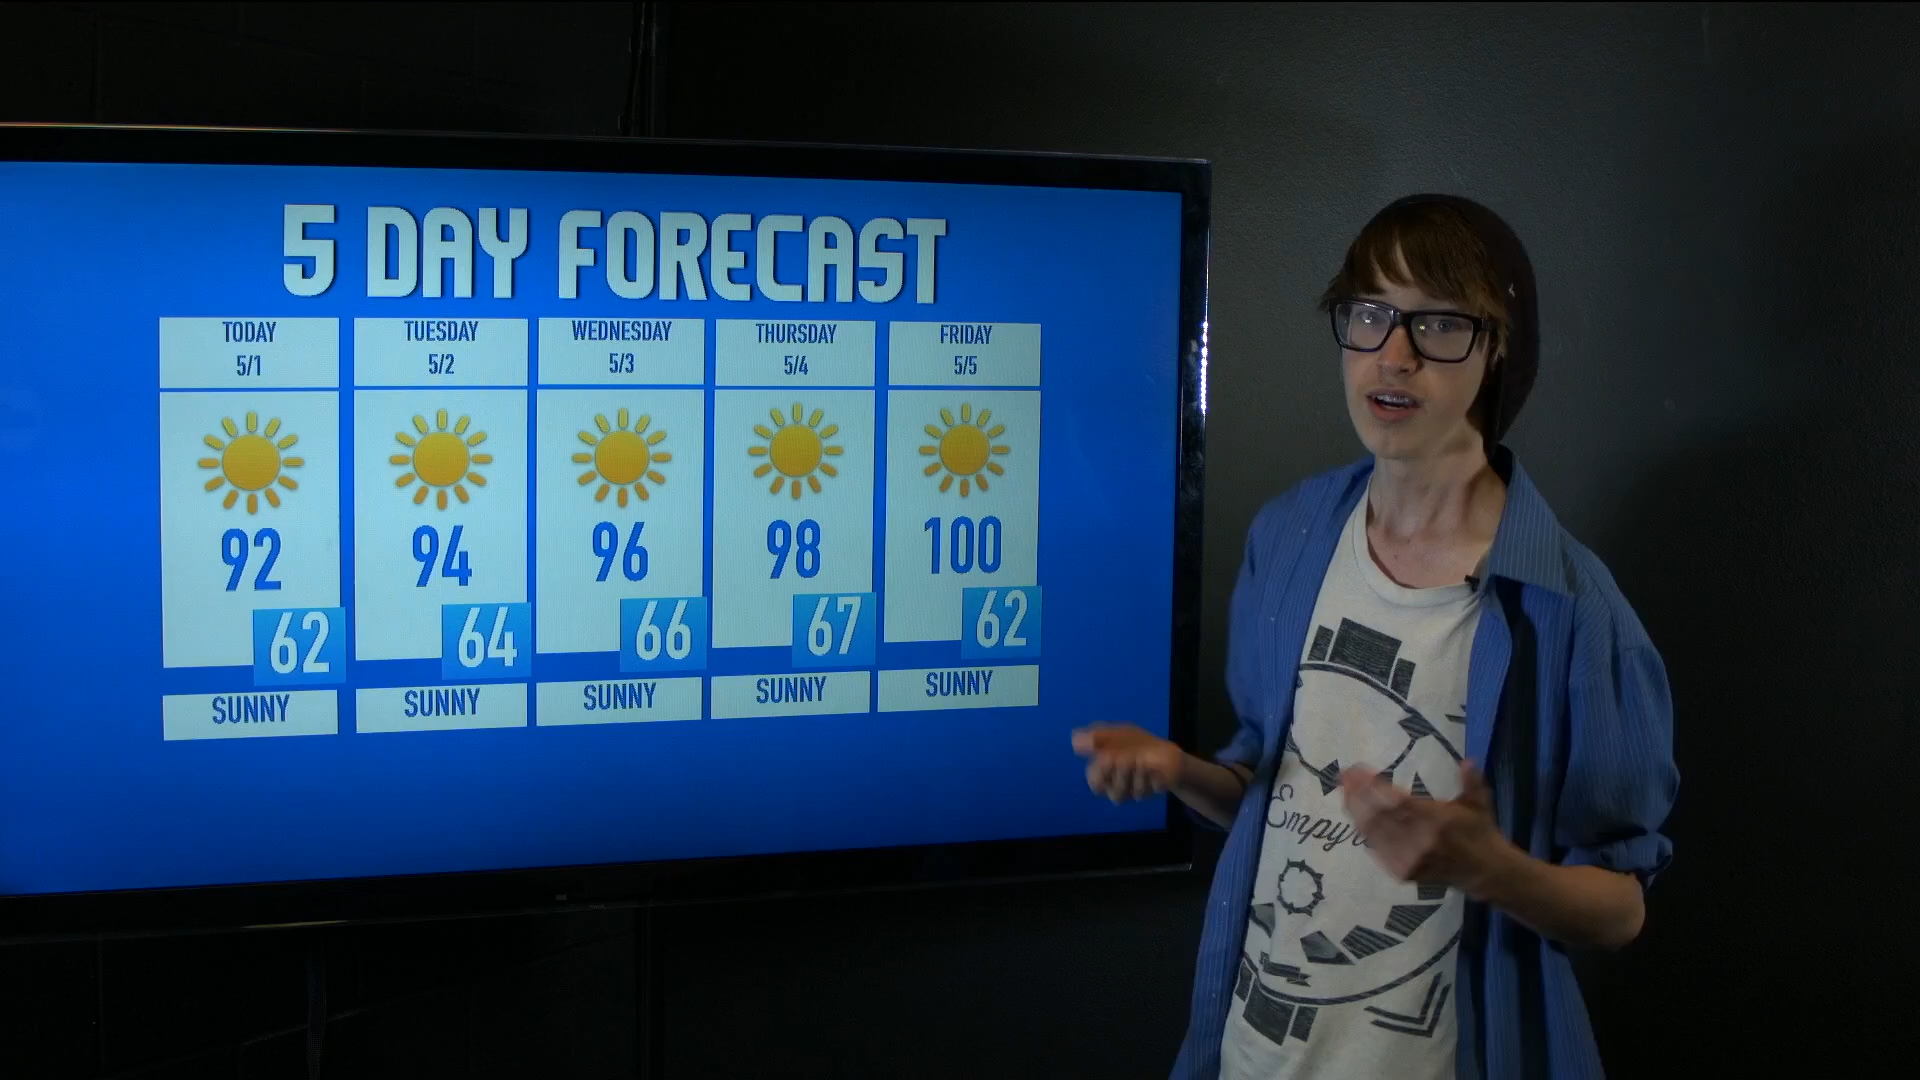 5 DAY FORECAST
TODAY TUESDAY WEDNESDAY THURSDAY FRIDAY
5/1 5/2 5/3 5/4 5/5
92 94 96 98 100
62 64 66 67 62
SUNNY SUNNY SUNNY SUNNY SUNNY